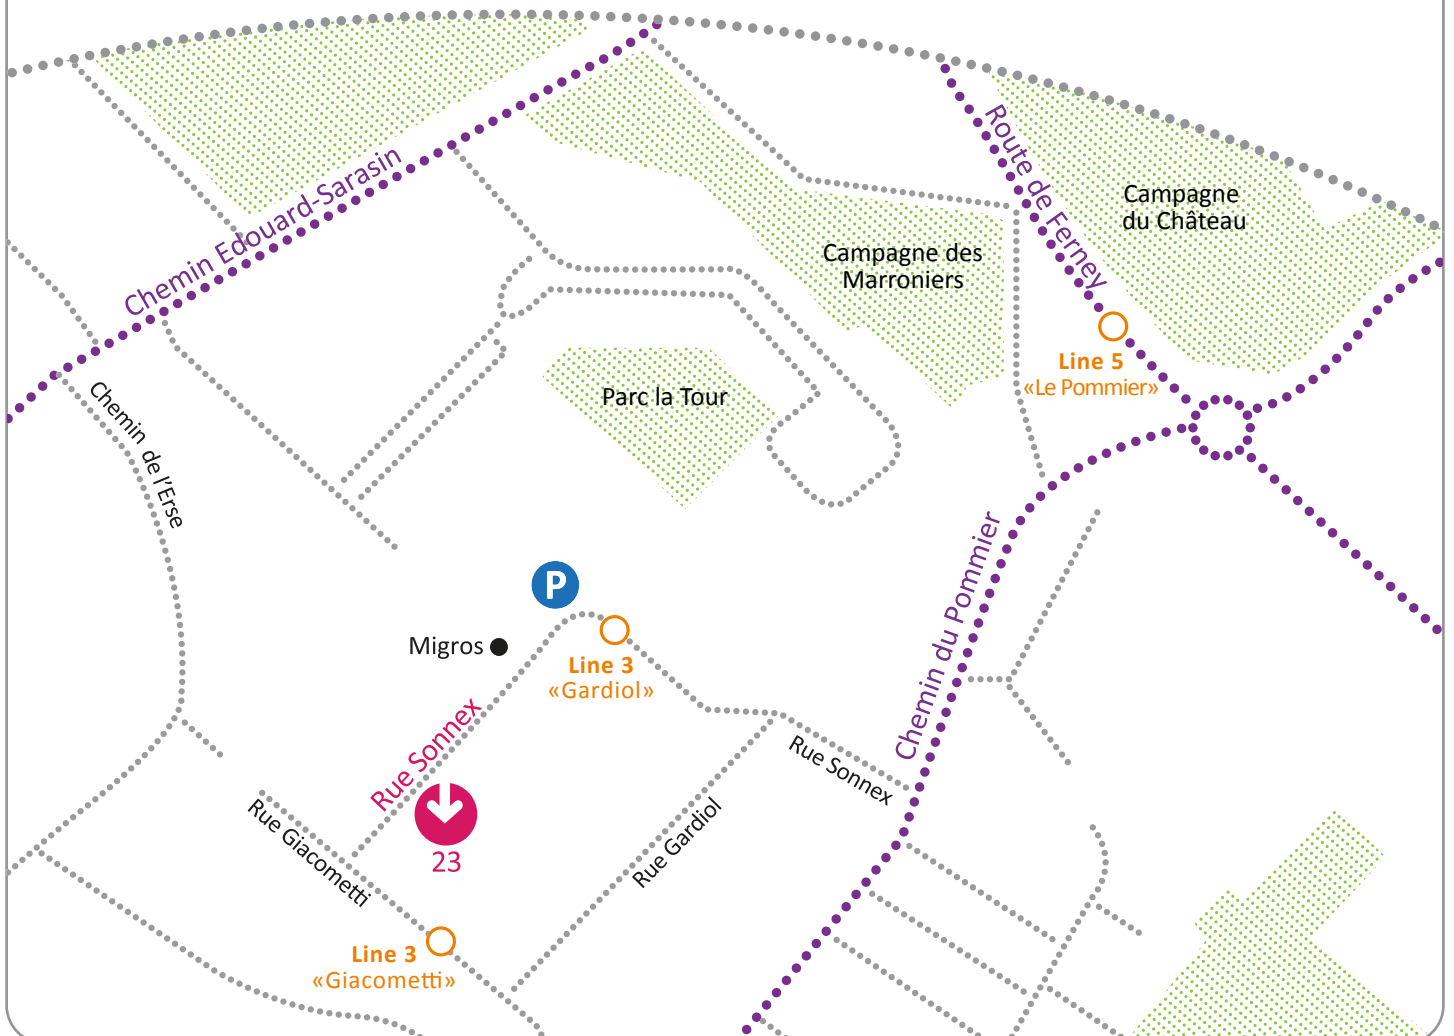 Route de Ferney
Campagne
du Château
Chemin Edouard-Sarasin
Campagne des
Marroniers
Line 5
«Le Pommier»
Parc la Tour
Chemin de l'Erse
P
Chemin du Pommier
Migros
Line 3
«Gardiol»
Rue Sonnex
Rue Sonnex
23
Rue Giacometti
Rue Gardiol
Line 3
«Giacometti»